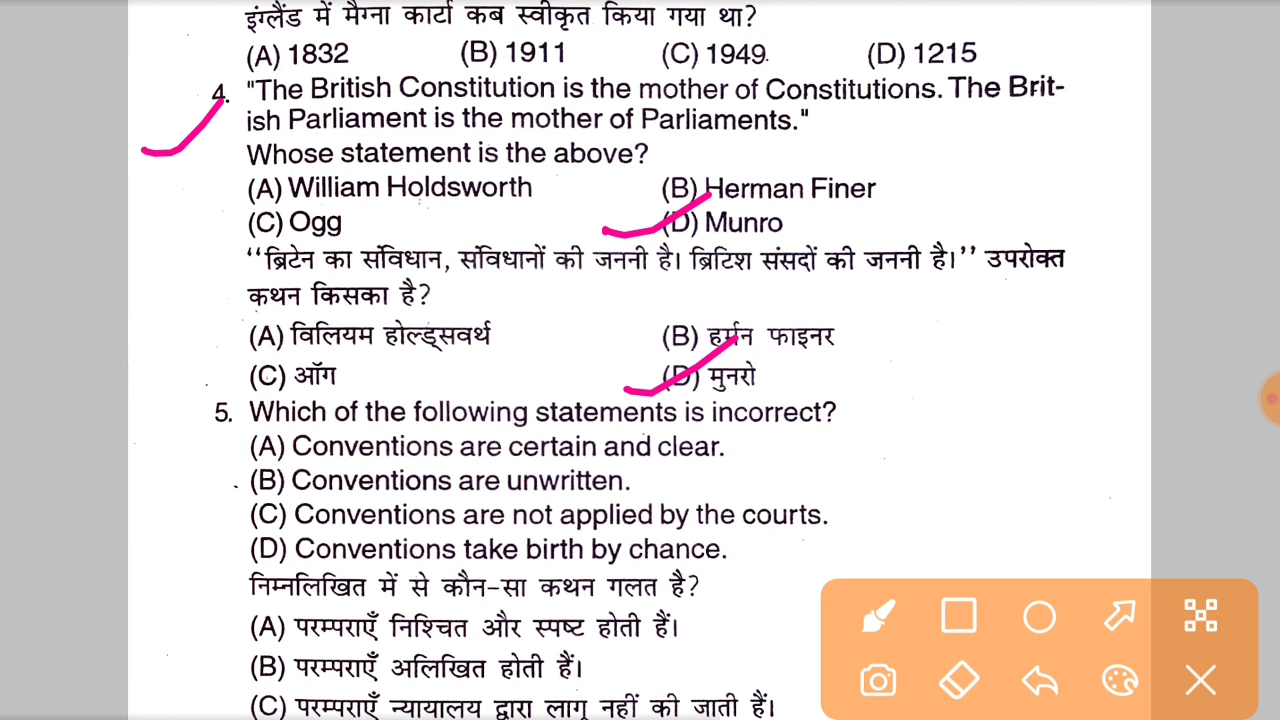 इंग्लैंड में मैग्ना कार्टा कब स्वीकृत किया गया था?
(A) 1832 (B) 1911 (C) 1949 (D) 1215
4. "The British Constitution is the mother of Constitutions. The Brit-
ish Parliament is the mother of Parliaments."
Whose statement is the above?
(A) William Holdsworth (B) Herman Finer
(C) Ogg (D) Munro
“ब्रिटेन का संविधान, संविधानों की जननी है। ब्रिटिश संसदों की जननी है।” उपरोक्त
कथन किसका है?
(A) विलियम होल्ड्सवर्थ (B) हर्मन फाइनर
(C) ऑग (D) मुनरो
5. Which of the following statements is incorrect?
(A) Conventions are certain and clear.
(B) Conventions are unwritten.
(C) Conventions are not applied by the courts.
(D) Conventions take birth by chance.
निम्नलिखित में से कौन-सा कथन गलत है?
(A) परम्पराएँ निश्चित और स्पष्ट होती हैं।
(B) परम्पराएँ अलिखित होती हैं।
(C) परम्पराएँ न्यायालय द्वारा लागू नहीं की जाती हैं।